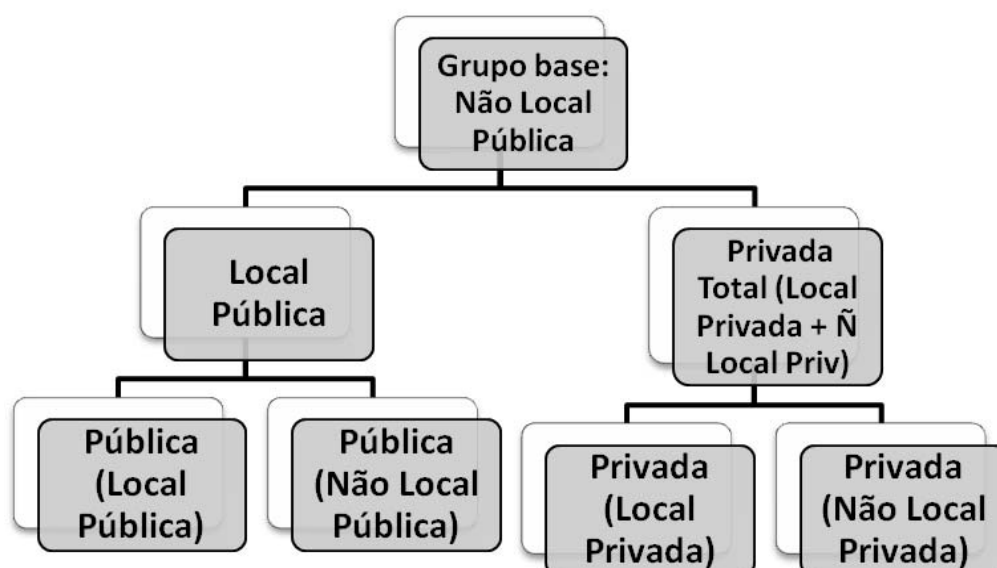 Grupo base:
Não Local
Pública
Local
Pública
Privada
Total (Local
Privada + Ñ
Local Priv)
Pública
(Local
Pública)
Pública
(Não Local
Pública)
Privada
(Local
Privada)
Privada
(Não Local
Privada)